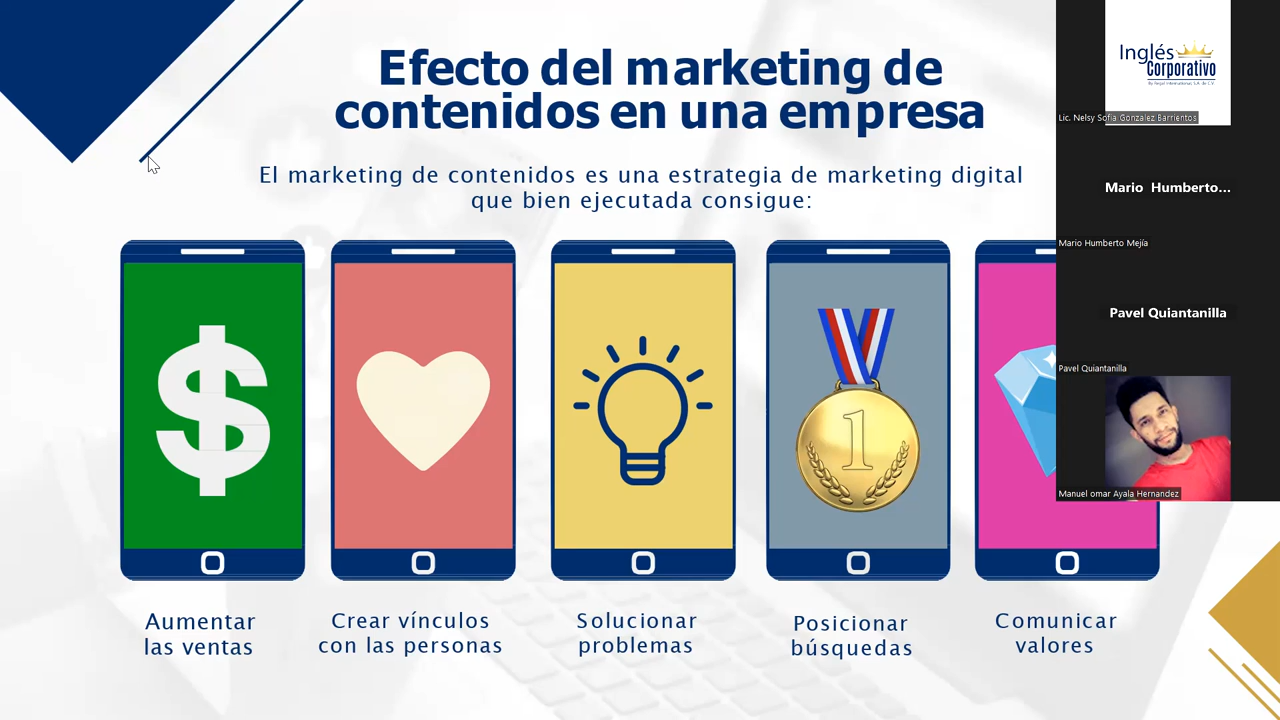 Efecto del marketing de
contenidos en una empresa
El marketing de contenidos es una estrategia de marketing digital
que bien ejecutada consigue:
$
1
Aumentar
las ventas
Crear vínculos
con las personas
Solucionar
problemas
Posicionar
búsquedas
Comunicar
valores
Inglés
Corporativo
Lic. Nelsy Sofia Gonzalez Barrientos
Mario Humberto...
Mario Humberto Mejía
Pavel Quiantanilla
Pavel Quiantanilla
Manuel omar Ayala Hernandez